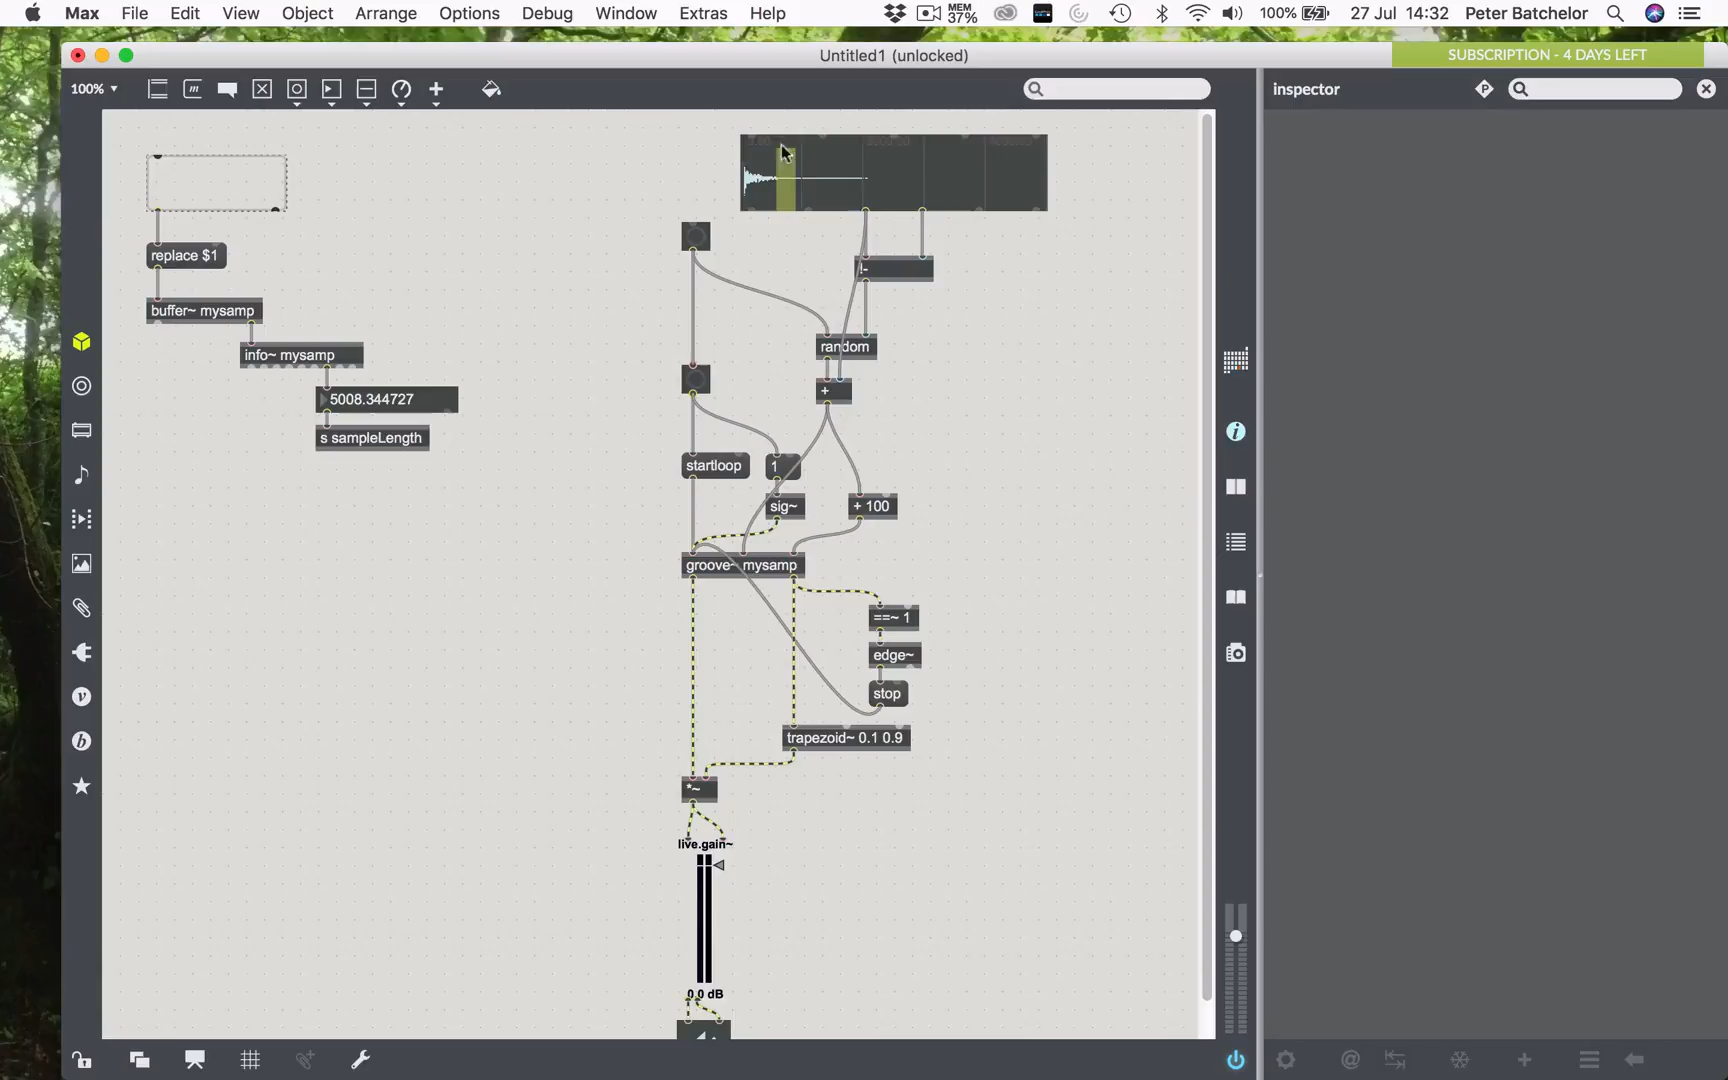 Max File Edit View Object Arrange Options Debug Window Extras Help MEM 37% 100% 27 Jul 14:32 Peter Batchelor
Untitled1 (unlocked)
SUBSCRIPTION - 4 DAYS LEFT
100%
m
inspector
P
replace $1
buffer~ mysamp
info~ mysamp
5008.344727
s sampleLength
!-
random
+
startloop
1
sig~
+ 100
groove~ mysamp
==~ 1
edge~
stop
trapezoid~ 0.1 0.9
*~
live.gain~
0.0 dB